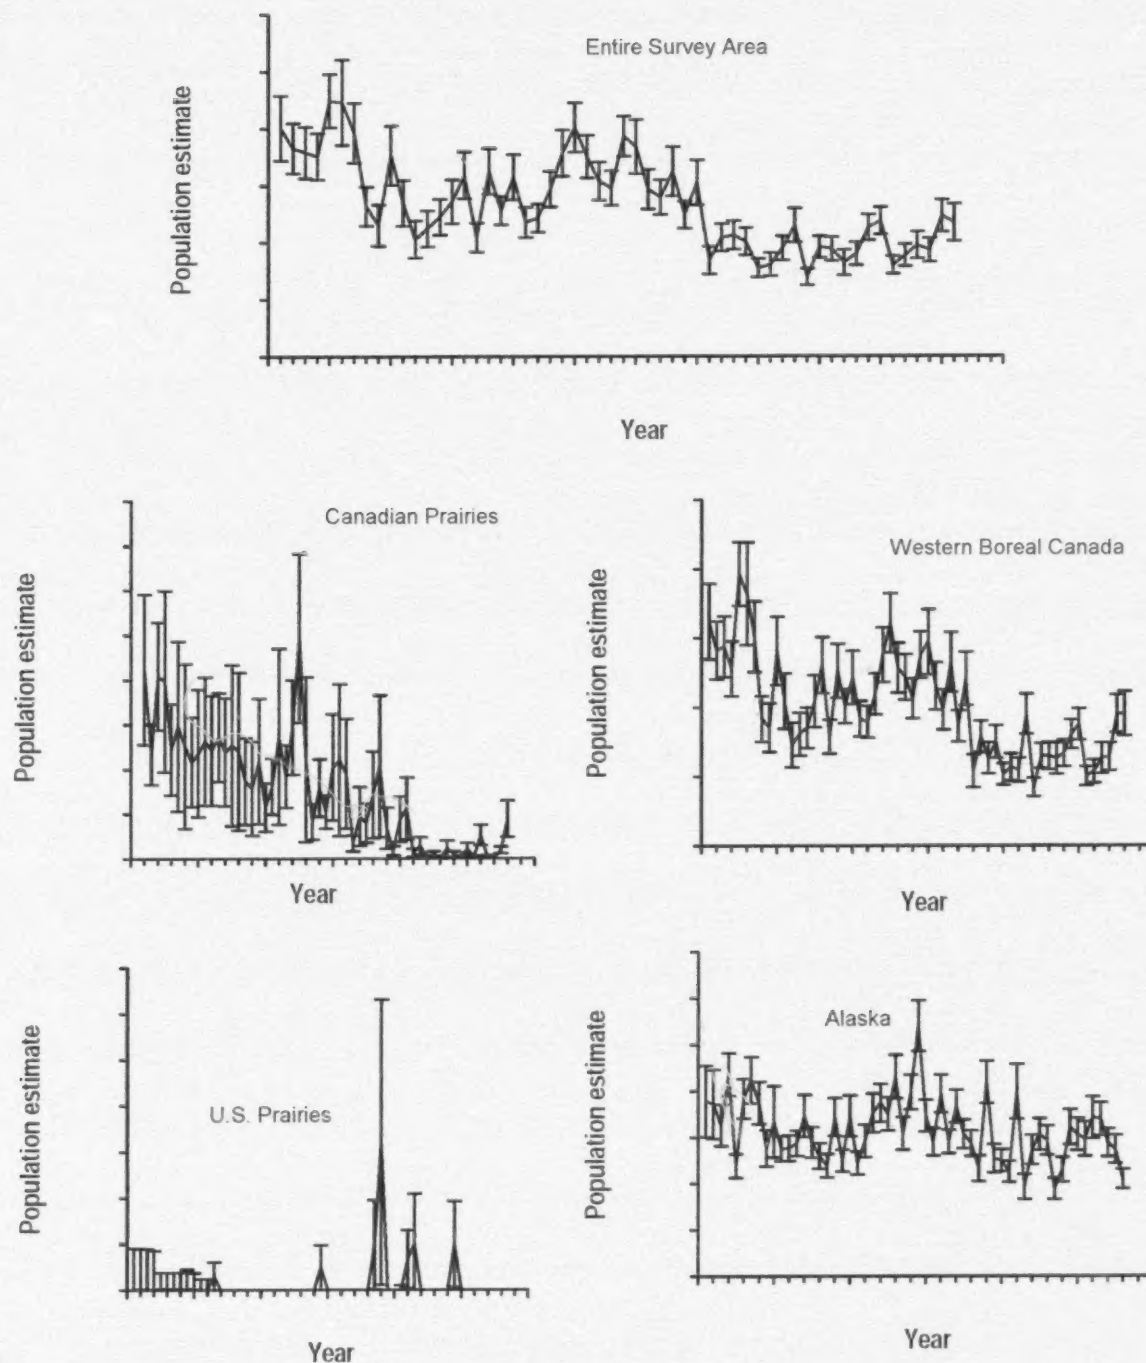 Entire Survey Area
Population estimate
Year
Canadian Prairies
Population estimate
Year
Western Boreal Canada
Population estimate
Year
U.S. Prairies
Population estimate
Year
Alaska
Population estimate
Year